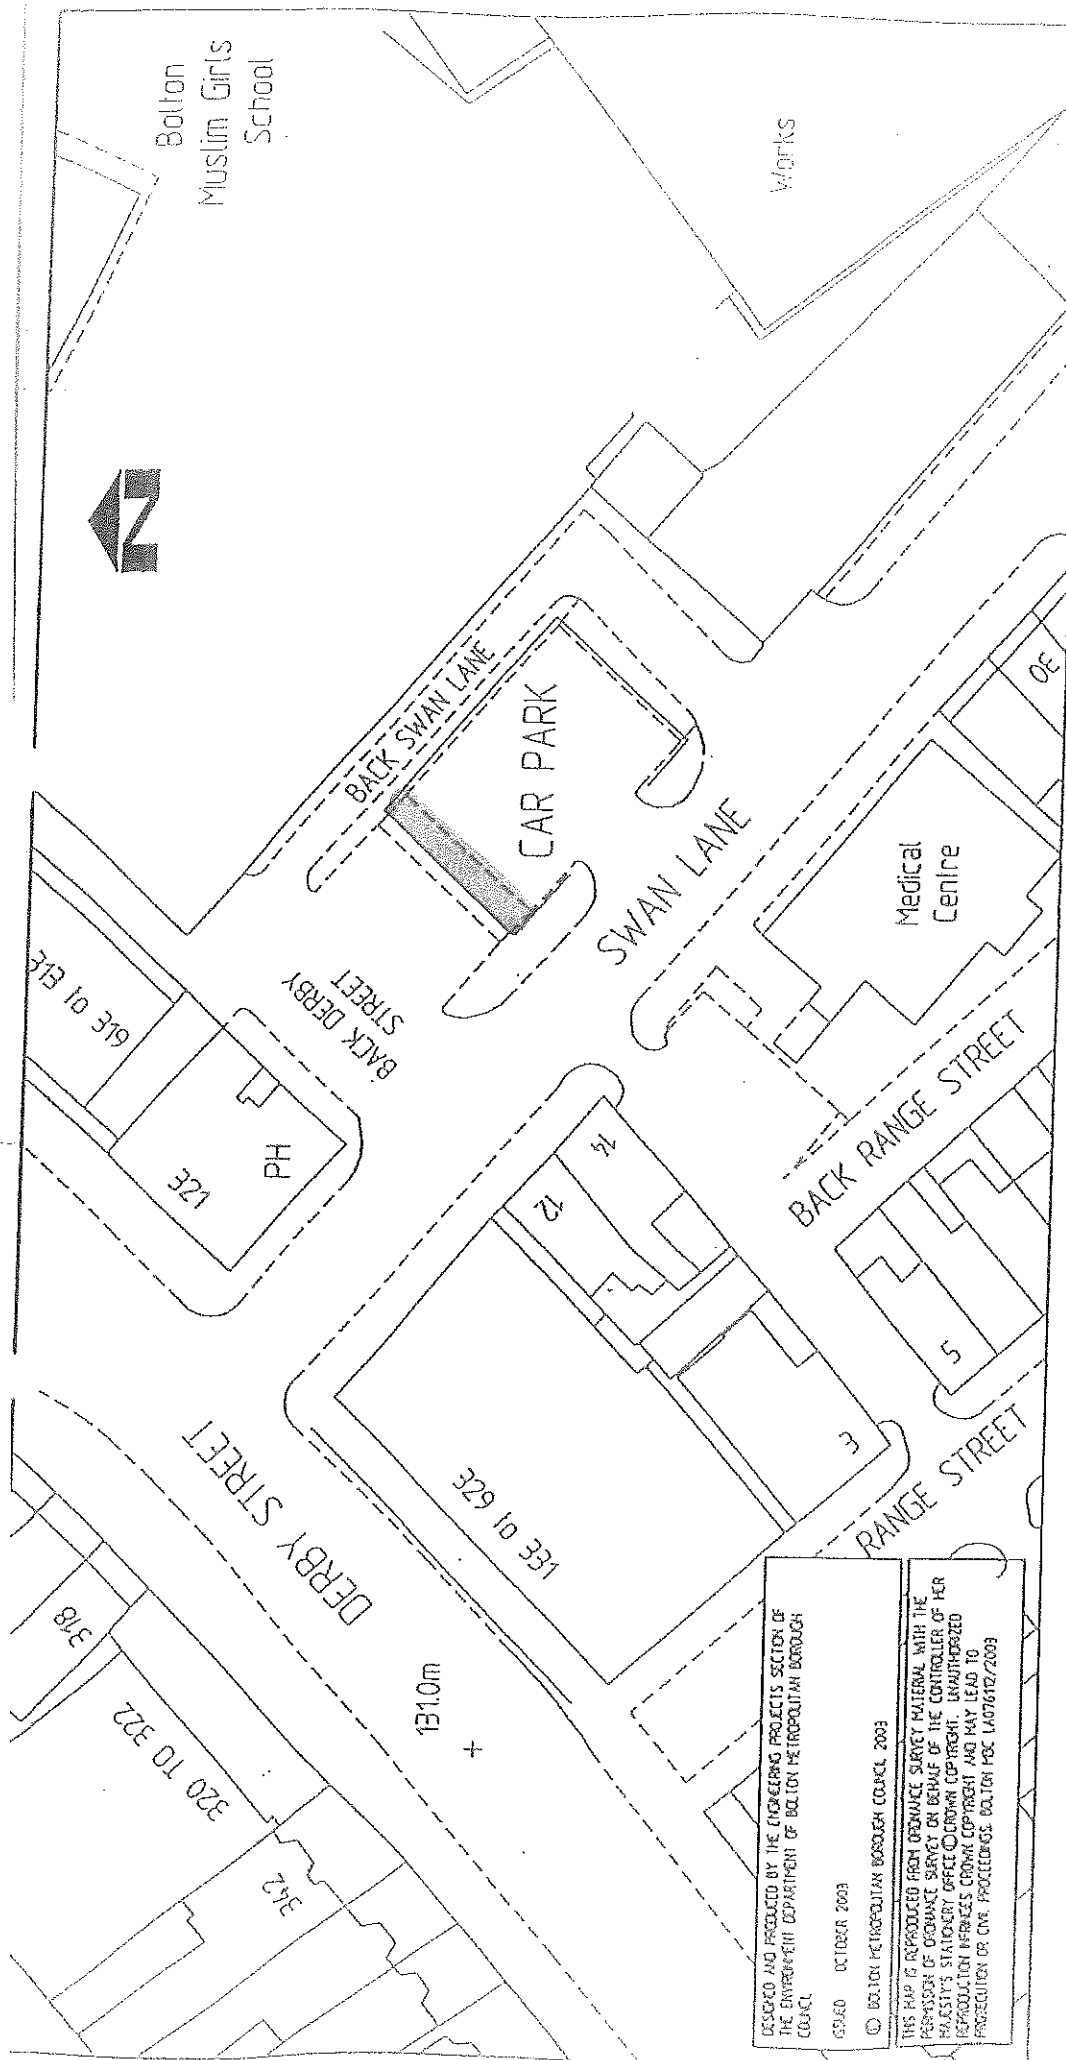 Bolton
Muslim Girls
School
Works
N
BACK SWAN LANE
CAR PARK
SWAN LANE
BACK DERBY
STREET
313 to 319
321
PH
Medical
Centre
30
12
14
BACK RANGE STREET
5
3
RANGE STREET
329 to 331
DERBY STREET
131.0m
318
320 TO 322
342
DESIGNED AND PRODUCED BY THE ENGINEERING PROJECTS SECTION OF
THE ENVIRONMENT DEPARTMENT OF BOLTON METROPOLITAN BOROUGH
COUNCIL
ISSUED OCTOBER 2003
© BOLTON METROPOLITAN BOROUGH COUNCIL 2003
THIS MAP IS REPRODUCED FROM ORDNANCE SURVEY MATERIAL WITH THE
PERMISSION OF ORDNANCE SURVEY ON BEHALF OF THE CONTROLLER OF HER
MAJESTY'S STATIONERY OFFICE © CROWN COPYRIGHT. UNAUTHORIZED
REPRODUCTION INFRINGES CROWN COPYRIGHT AND MAY LEAD TO
PROSECUTION OR CIVIL PROCEEDINGS. BOLTON MBC LA076112/2003